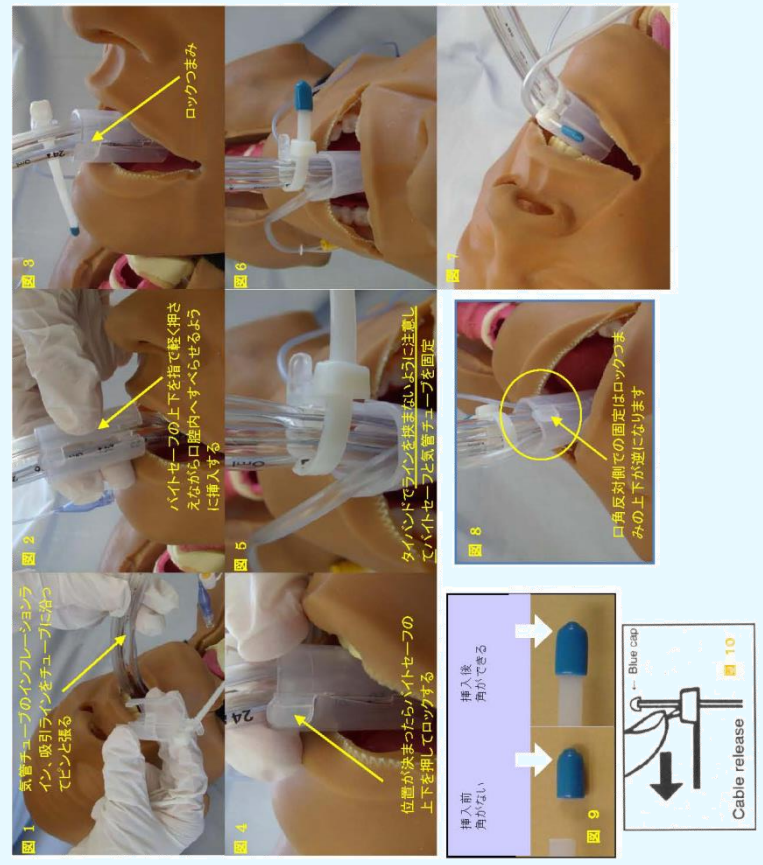 図 1
気管チューブのインフレーションラ
イン、吸引ラインをチューブに沿っ
てピンと張る
図 2
バイトセーフの上下を指で軽く押さ
えながら口腔内へすべらせるよう
に挿入する
図 3
ロックつまみ
24
図 4
24
位置が決まったらバイトセーフの
上下を押してロックする
図 5
タイバンドでラインを挟まないように注意し
てバイトセーフと気管チューブを固定
図 6
図 7
図 8
口角反対側での固定はロックつま
みの上下が逆になります
挿入前
角がない
挿入後
角ができる
図 9
← Blue cap
Cable release
図 10